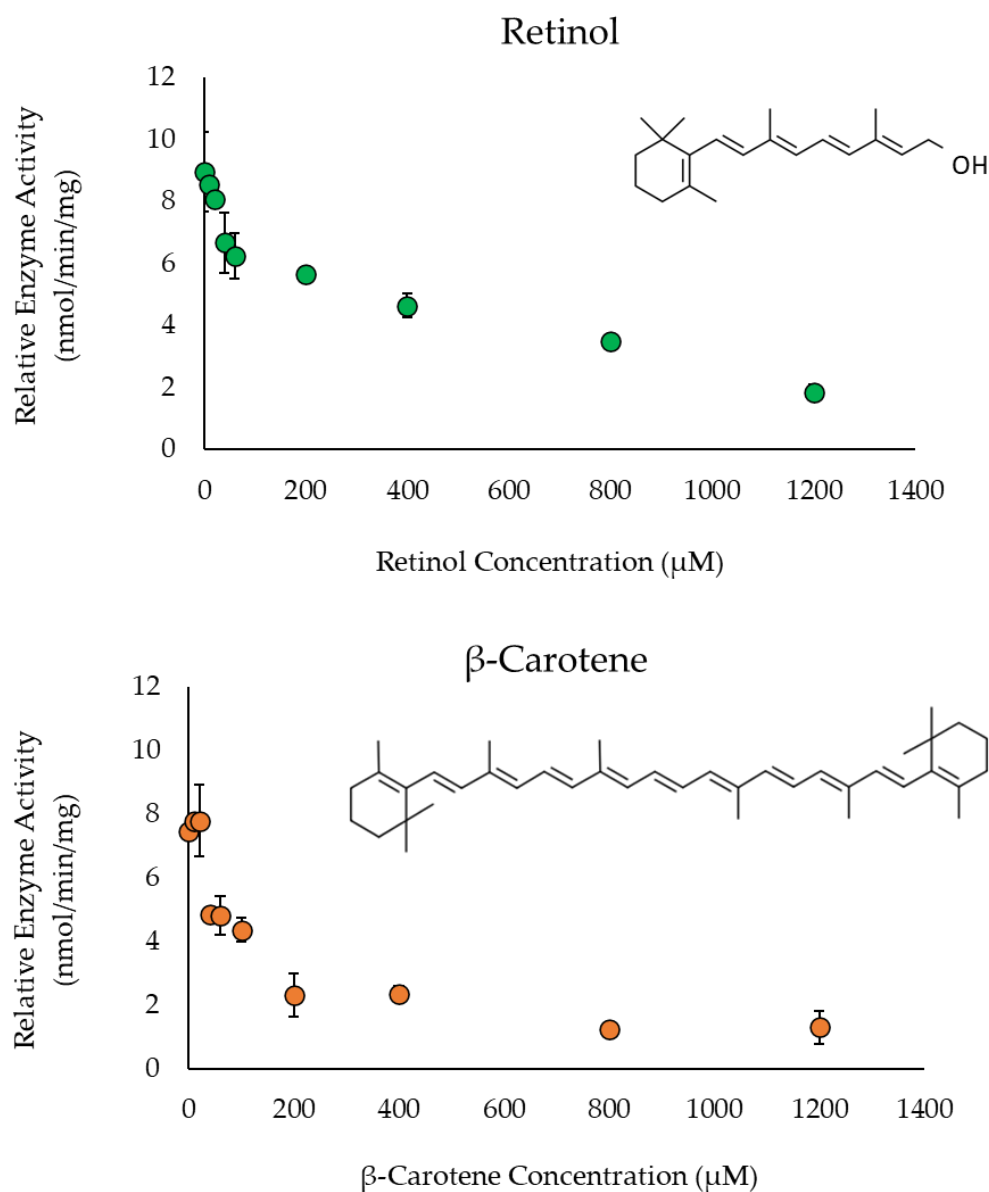 Retinol
12
10
8
6
4
2
0
Relative Enzyme Activity
(nmol/min/mg)
OH
0 200 400 600 800 1000 1200 1400
Retinol Concentration (µM)
β-Carotene
12
10
8
6
4
2
0
Relative Enzyme Activity
(nmol/min/mg)
0 200 400 600 800 1000 1200 1400
β-Carotene Concentration (µM)